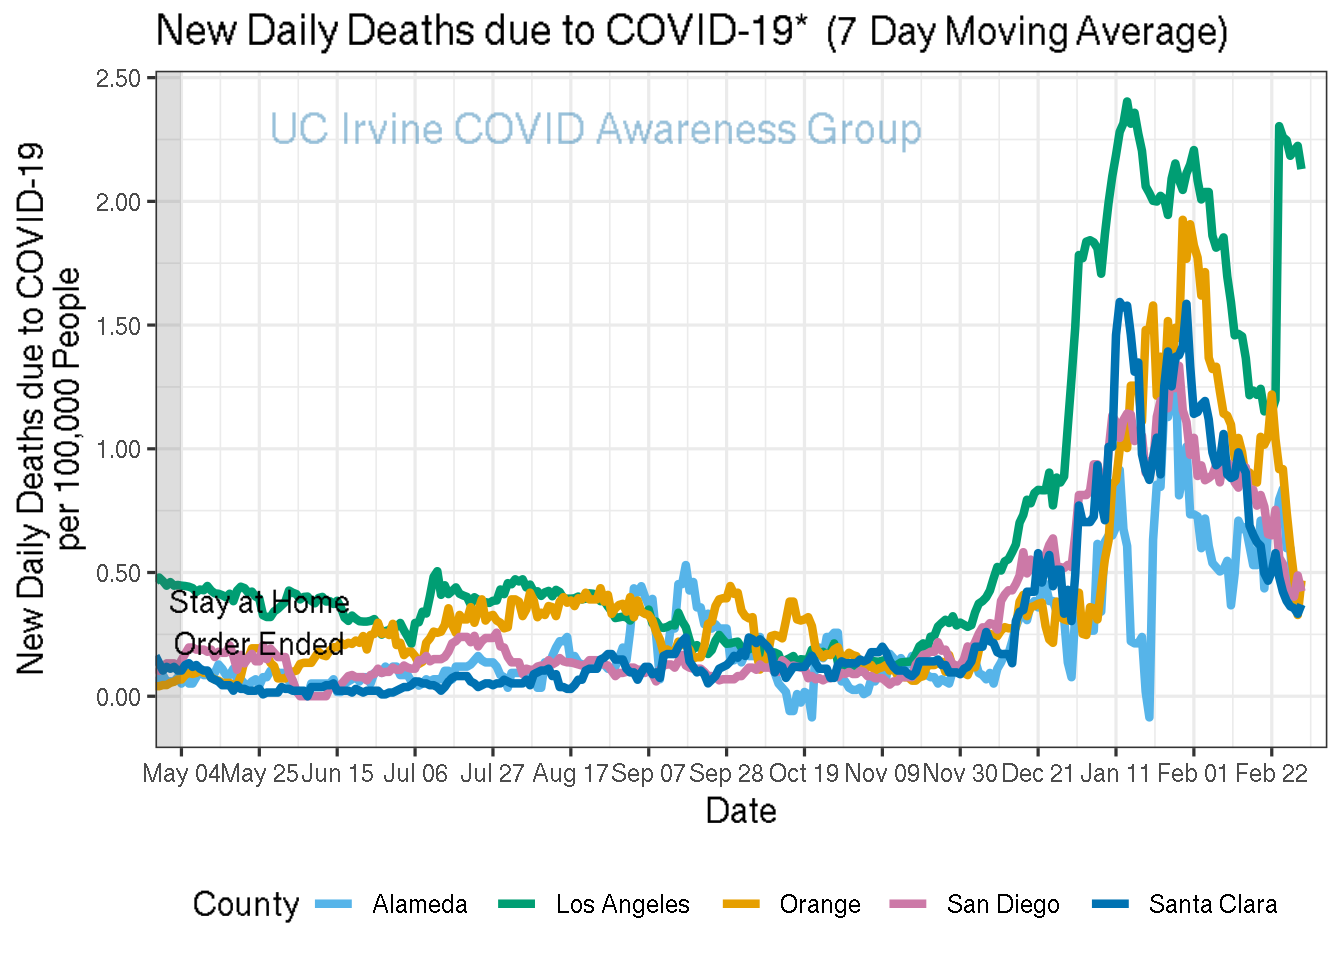 New Daily Deaths due to COVID-19* (7 Day Moving Average)
New Daily Deaths due to COVID-19
per 100,000 People
2.50
2.00
1.50
1.00
0.50
0.00
UC Irvine COVID Awareness Group
Stay at Home
Order Ended
May 04 May 25 Jun 15 Jul 06 Jul 27 Aug 17 Sep 07 Sep 28 Oct 19 Nov 09 Nov 30 Dec 21 Jan 11 Feb 01 Feb 22
Date
County Alameda Los Angeles Orange San Diego Santa Clara